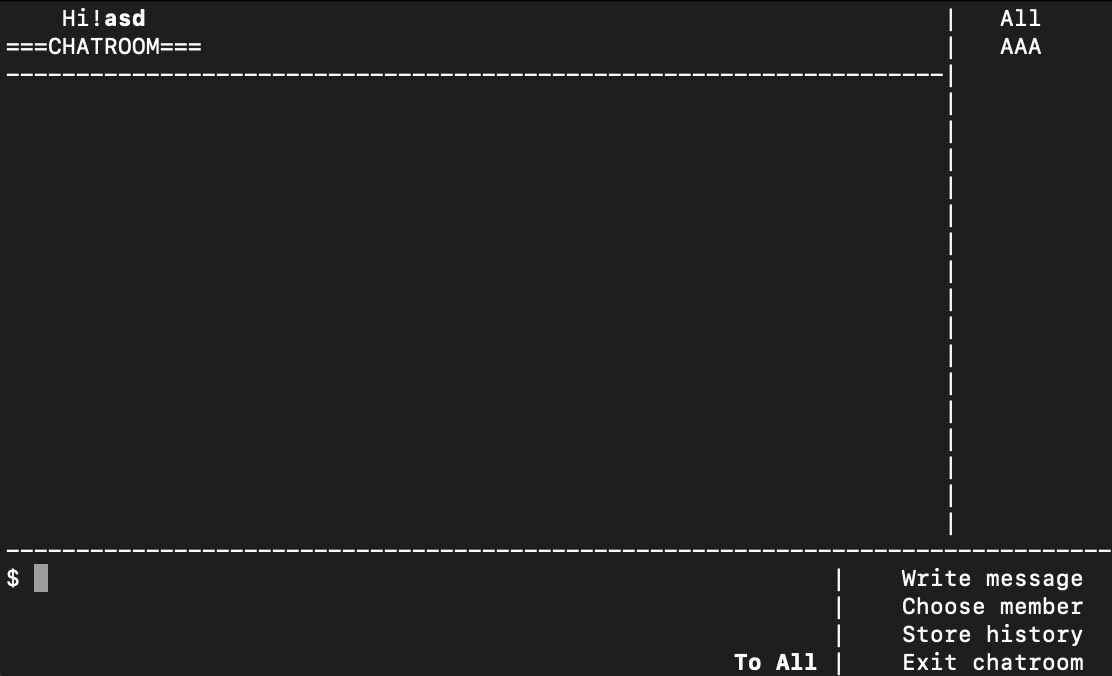 Hi!asd
===CHATROOM===
All
AAA
$
To All
Write message
Choose member
Store history
Exit chatroom